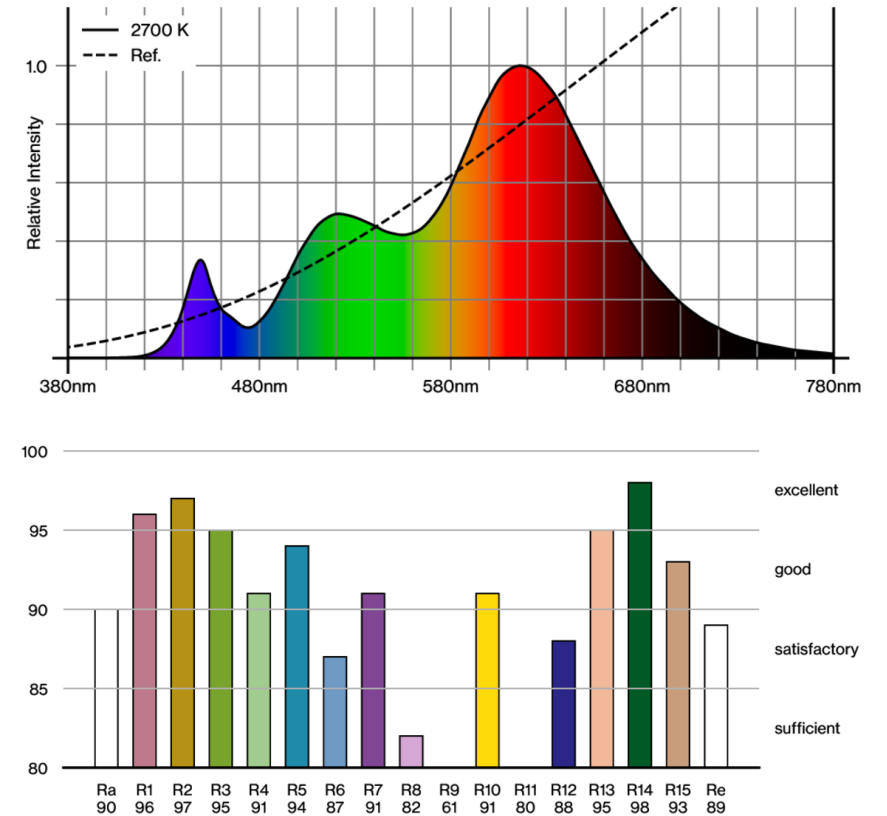 2700 K
Ref.
1.0
Relative Intensity
380nm 480nm 580nm 680nm 780nm
100
excellent
95
good
90
satisfactory
85
sufficient
80
Ra R1 R2 R3 R4 R5 R6 R7 R8 R9 R10 R11 R12 R13 R14 R15 Re
90 96 97 95 91 94 87 91 82 61 91 80 88 95 98 93 89